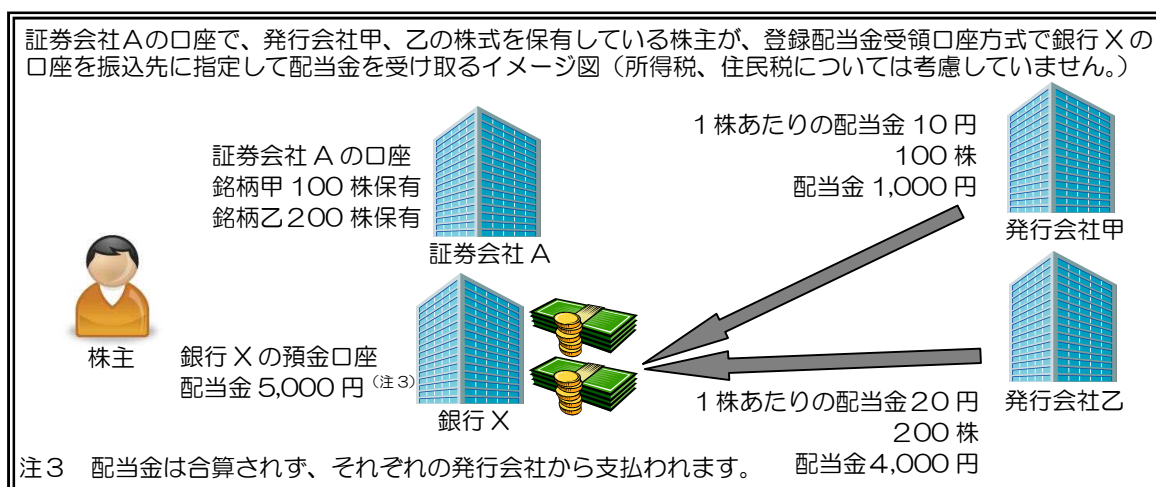 証券会社Aの口座で、発行会社甲、乙の株式を保有している株主が、登録配当金受領口座方式で銀行Xの
口座を振込先に指定して配当金を受け取るイメージ図（所得税、住民税については考慮していません。）
1株あたりの配当金10円
100株
配当金1,000円
証券会社Aの口座
銘柄甲100株保有
銘柄乙200株保有
証券会社A
発行会社甲
株主
銀行Xの預金口座
配当金5,000円（注3）
銀行X
1株あたりの配当金20円
200株
配当金4,000円
発行会社乙
注3　配当金は合算されず、それぞれの発行会社から支払われます。